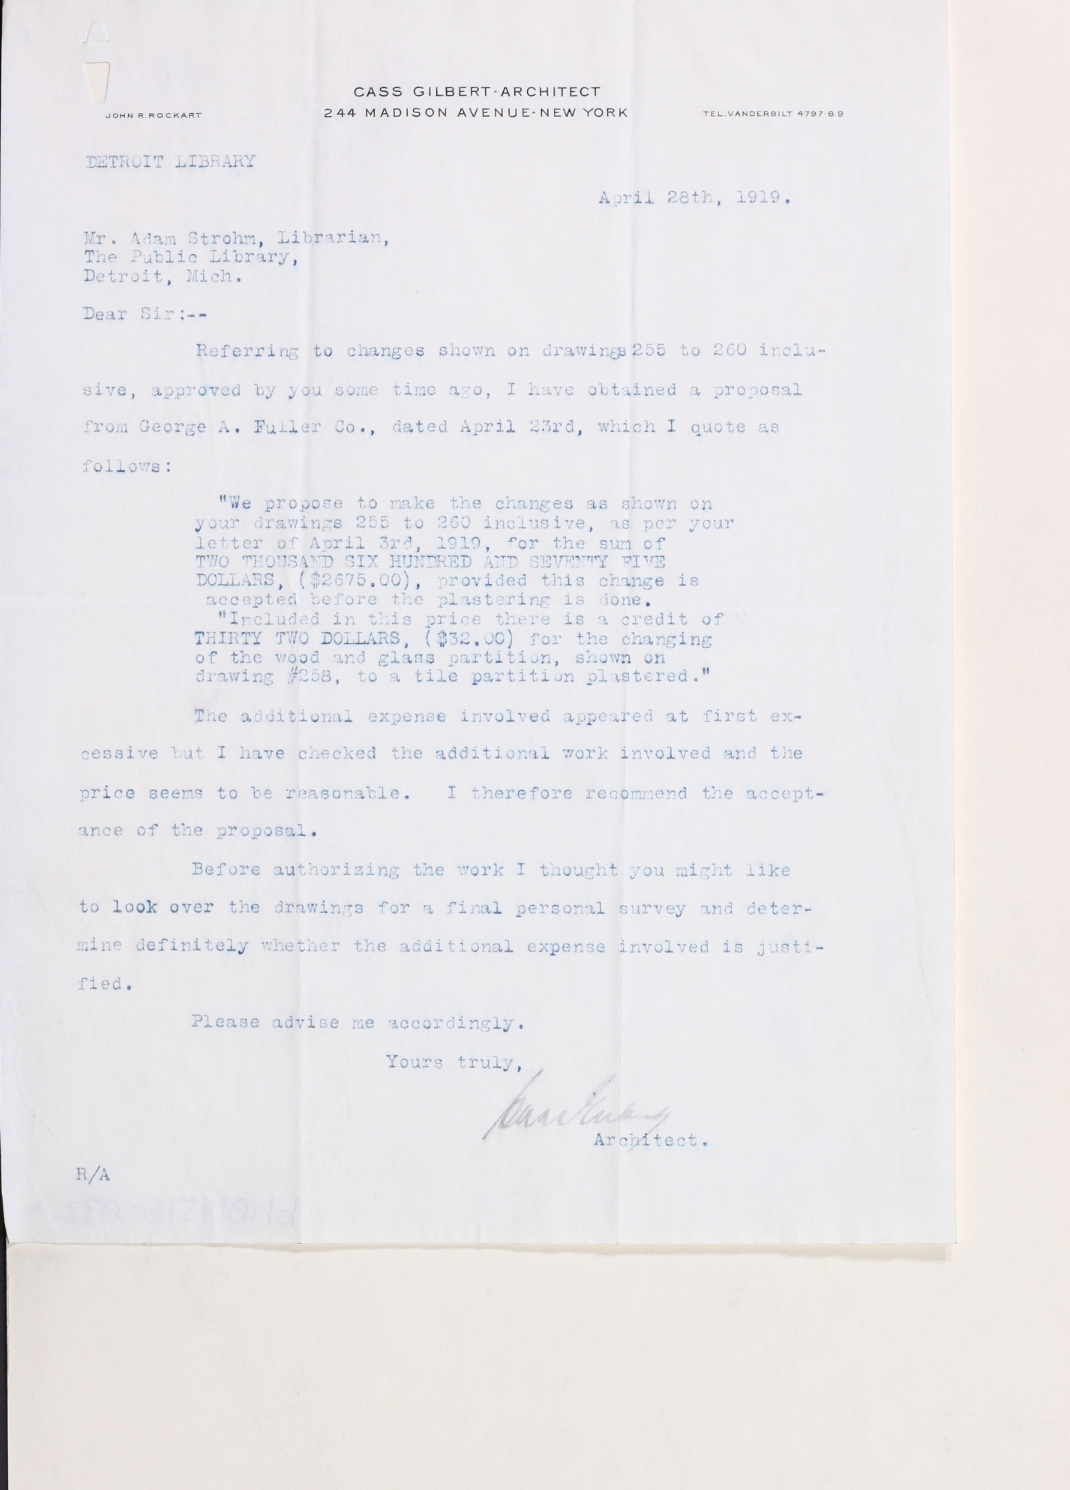 CASS GILBERT-ARCHITECT
244 MADISON AVENUE-NEW YORK
JOHN R. ROCKART
TEL. VANDERBILT 4797 8 9
DETROIT LIBRARY
April 28th, 1919.
Mr. Adam Strohm, Librarian,
The Public Library,
Detroit, Mich.
Dear Sir:--
Referring to changes shown on drawings 255 to 260 inclu-
sive, approved by you some time ago, I have obtained a proposal
from George A. Fuller Co., dated April 23rd, which I quote as
follows:
"We propose to make the changes as shown on
your drawings 255 to 260 inclusive, as per your
letter of April 3rd, 1919, for the sum of
TWO THOUSAND SIX HUNDRED AND SEVENTY FIVE
DOLLARS, ($2675.00), provided this change is
accepted before the plastering is done.
"Included in this price there is a credit of
THIRTY TWO DOLLARS, ($32.00) for the changing
of the wood and glass partition, shown on
drawing #258, to a tile partition plastered."
The additional expense involved appeared at first ex-
cessive but I have checked the additional work involved and the
price seems to be reasonable. I therefore recommend the accept-
ance of the proposal.
Before authorizing the work I thought you might like
to look over the drawings for a final personal survey and deter-
mine definitely whether the additional expense involved is justi-
fied.
Please advise me accordingly.
Yours truly,
Cass Gilbert
Architect.
R/A